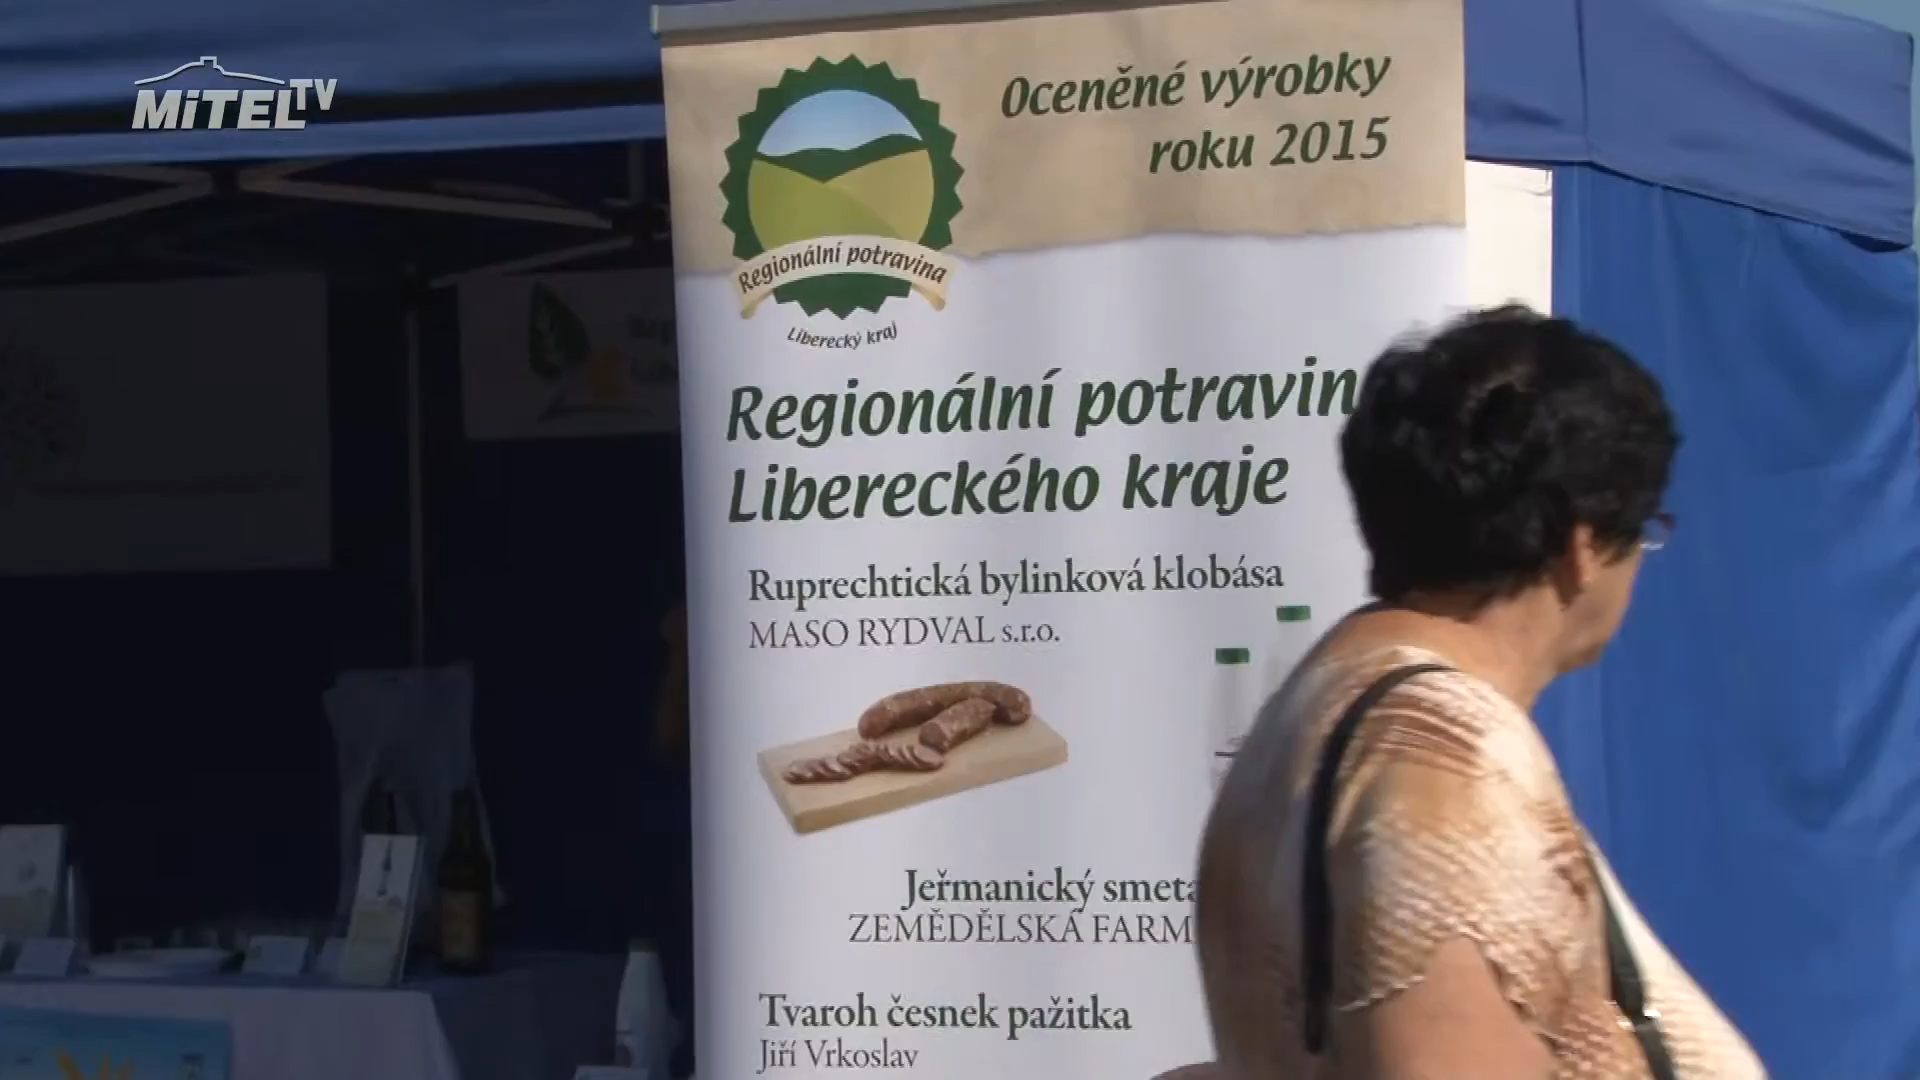 MiTEL TV
Oceněné výrobky
roku 2015
Regionální potravina
Liberecký kraj
Regionální potravin
Libereckého kraje
Ruprechtická bylinková klobása
MASO RYDVAL s.r.o.
Jeřmanický smeta
ZEMĚDĚLSKÁ FARM
Tvaroh česnek pažitka
Jiří Vrkoslav